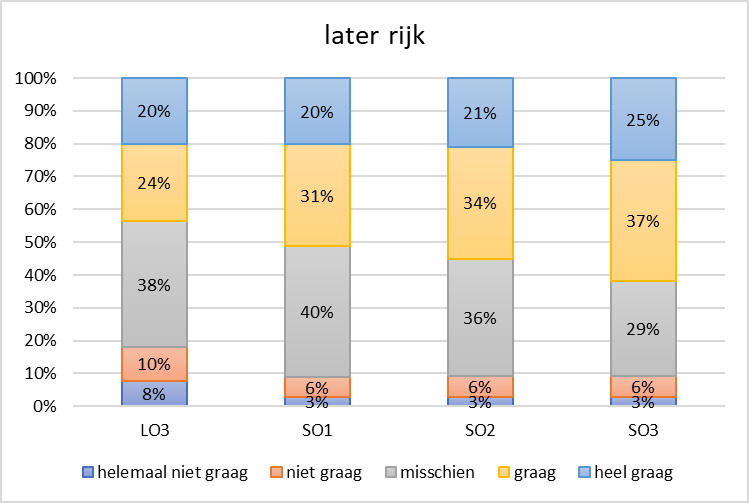 later rijk
100%
90%
80%
70%
60%
50%
40%
30%
20%
10%
0%
20% 20% 21% 25%
24% 31% 34% 37%
38% 40% 36% 29%
10% 6% 6% 6%
8% 3% 3% 3%
LO3 SO1 SO2 SO3
helemaal niet graag niet graag misschien graag heel graag